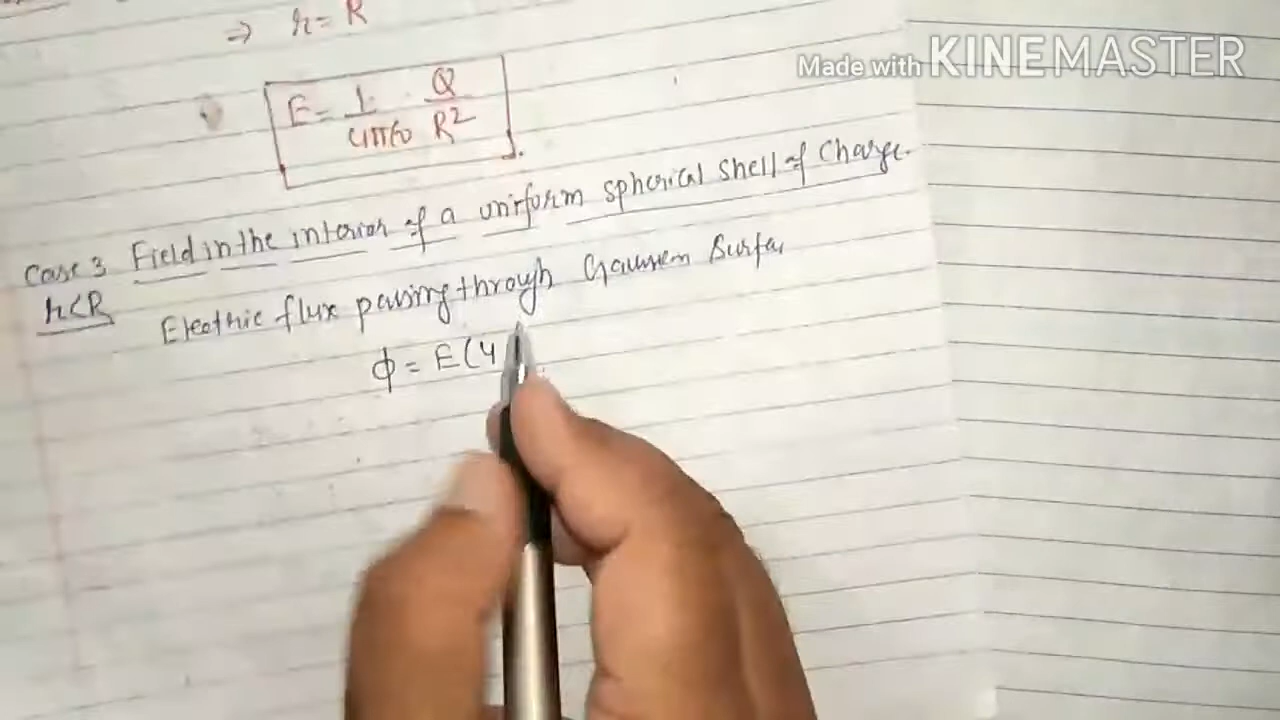 ⇒ r = R
Made with KINEMASTER
E = 1/4πε0 · Q/R²
Case 3 Field in the interior of a uniform spherical shell of Charge.
r<R
Electric flux passing through Gaussian Surfa
ϕ = E(4